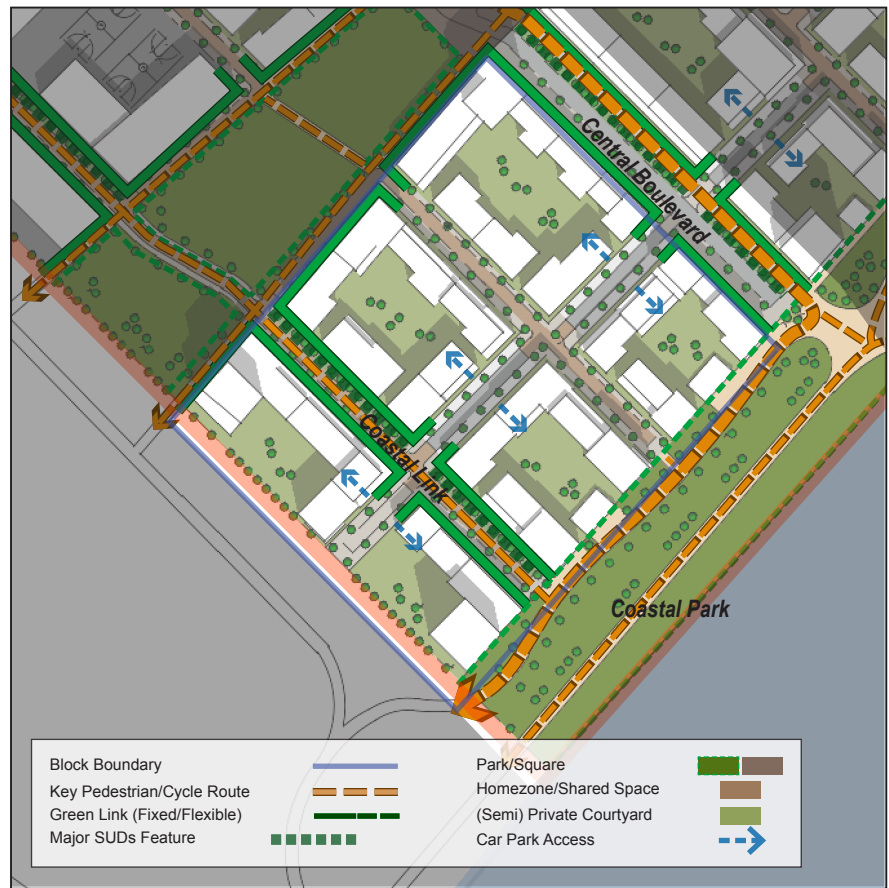 Central Boulevard
Coastal Link
Coastal Park
Block Boundary
Key Pedestrian/Cycle Route
Green Link (Fixed/Flexible)
Major SUDs Feature
Park/Square
Homezone/Shared Space
(Semi) Private Courtyard
Car Park Access